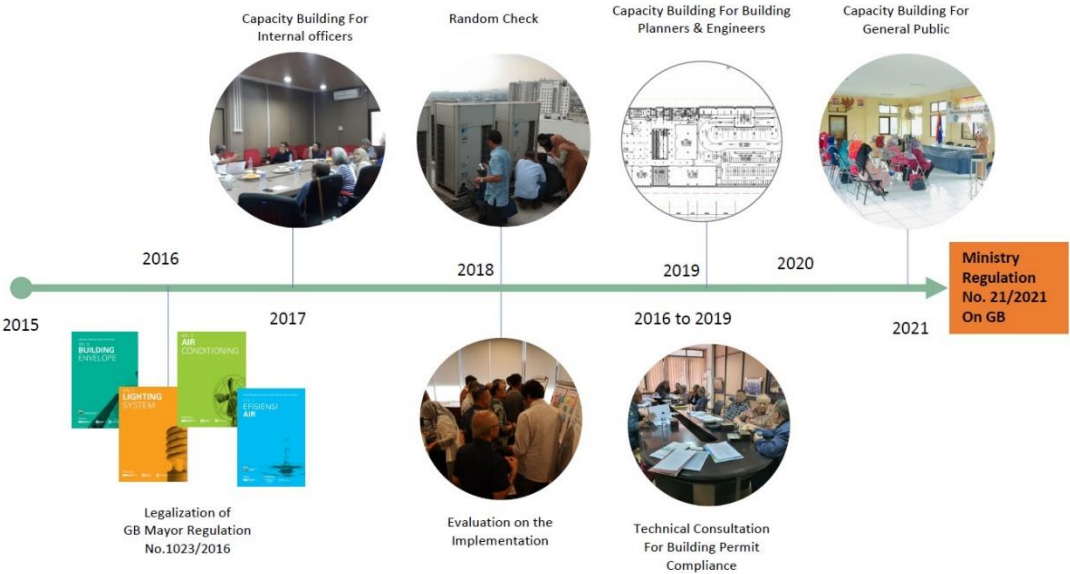 Capacity Building For
Internal officers
Random Check
Capacity Building For Building
Planners & Engineers
Capacity Building For
General Public
2016
2018
2019
2020
Ministry
Regulation
No. 21/2021
On GB
2015
2017
2016 to 2019
2021
BUILDING
ENVELOPE
AIR
CONDITIONING
LIGHTING
SYSTEM
EFISIENSI
AIR
Legalization of
GB Mayor Regulation
No.1023/2016
Evaluation on the
Implementation
Technical Consultation
For Building Permit
Compliance